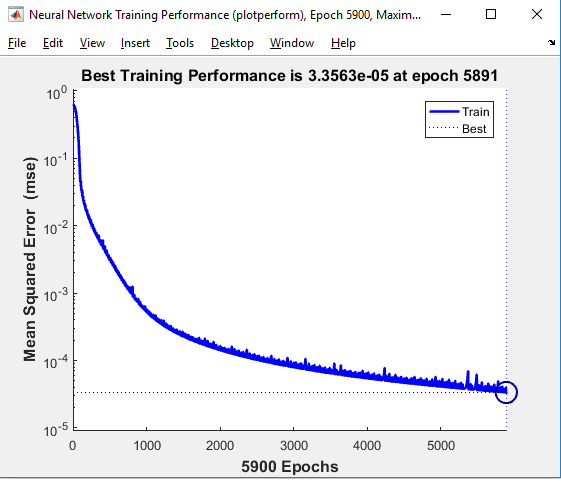 Neural Network Training Performance (plotperform), Epoch 5900, Maxim...
File Edit View Insert Tools Desktop Window Help
Best Training Performance is 3.3563e-05 at epoch 5891
Train
Best
Mean Squared Error (mse)
10^0
10^-1
10^-2
10^-3
10^-4
10^-5
0 1000 2000 3000 4000 5000
5900 Epochs